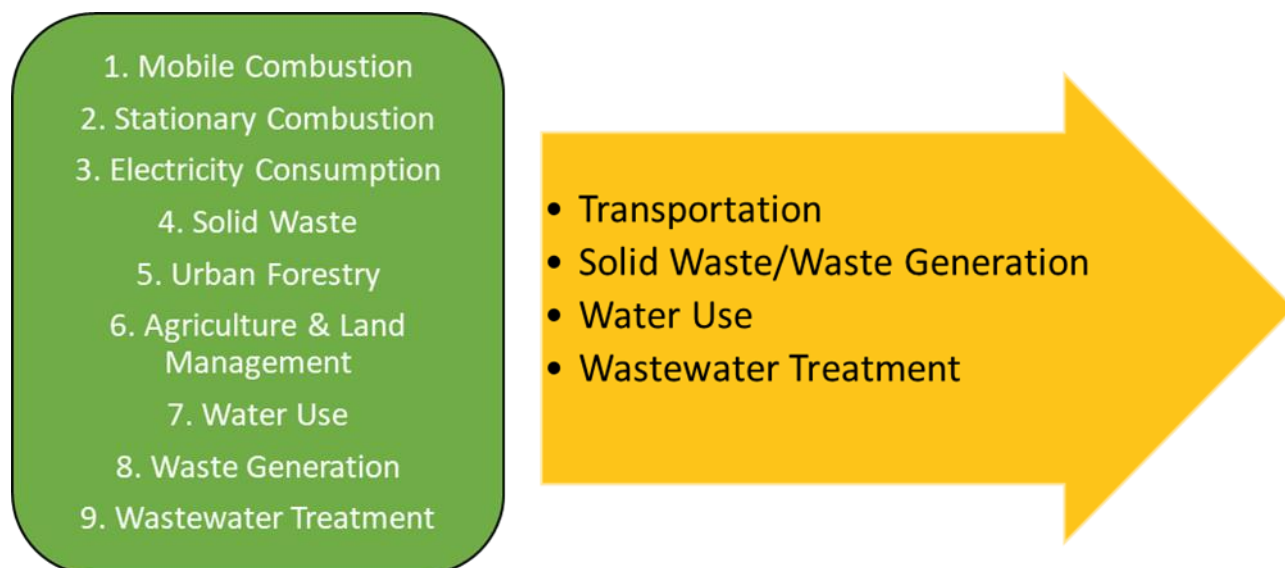 1. Mobile Combustion
2. Stationary Combustion
3. Electricity Consumption
4. Solid Waste
5. Urban Forestry
6. Agriculture & Land
Management
7. Water Use
8. Waste Generation
9. Wastewater Treatment
• Transportation
• Solid Waste/Waste Generation
• Water Use
• Wastewater Treatment